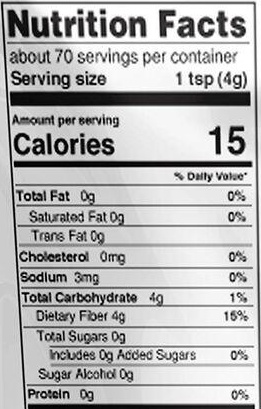 Nutrition Facts
about 70 servings per container
Serving size 1 tsp (4g)
Amount per serving
Calories 15
% Daily Value*
Total Fat 0g 0%
Saturated Fat 0g 0%
Trans Fat 0g
Cholesterol 0mg 0%
Sodium 3mg 0%
Total Carbohydrate 4g 1%
Dietary Fiber 4g 15%
Total Sugars 0g
Includes 0g Added Sugars 0%
Sugar Alcohol 0g
Protein 0g 0%